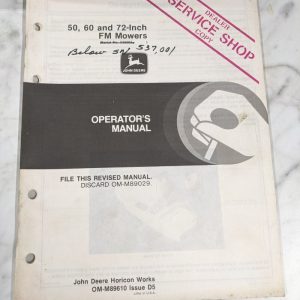 DEALER
SERVICE SHOP
COPY
50, 60 and 72-Inch
FM Mowers
Below SN 537,001
JOHN DEERE
OPERATOR'S
MANUAL
FILE THIS REVISED MANUAL.
DISCARD OM-M89029.
John Deere Horicon Works
OM-M89610 Issue D5